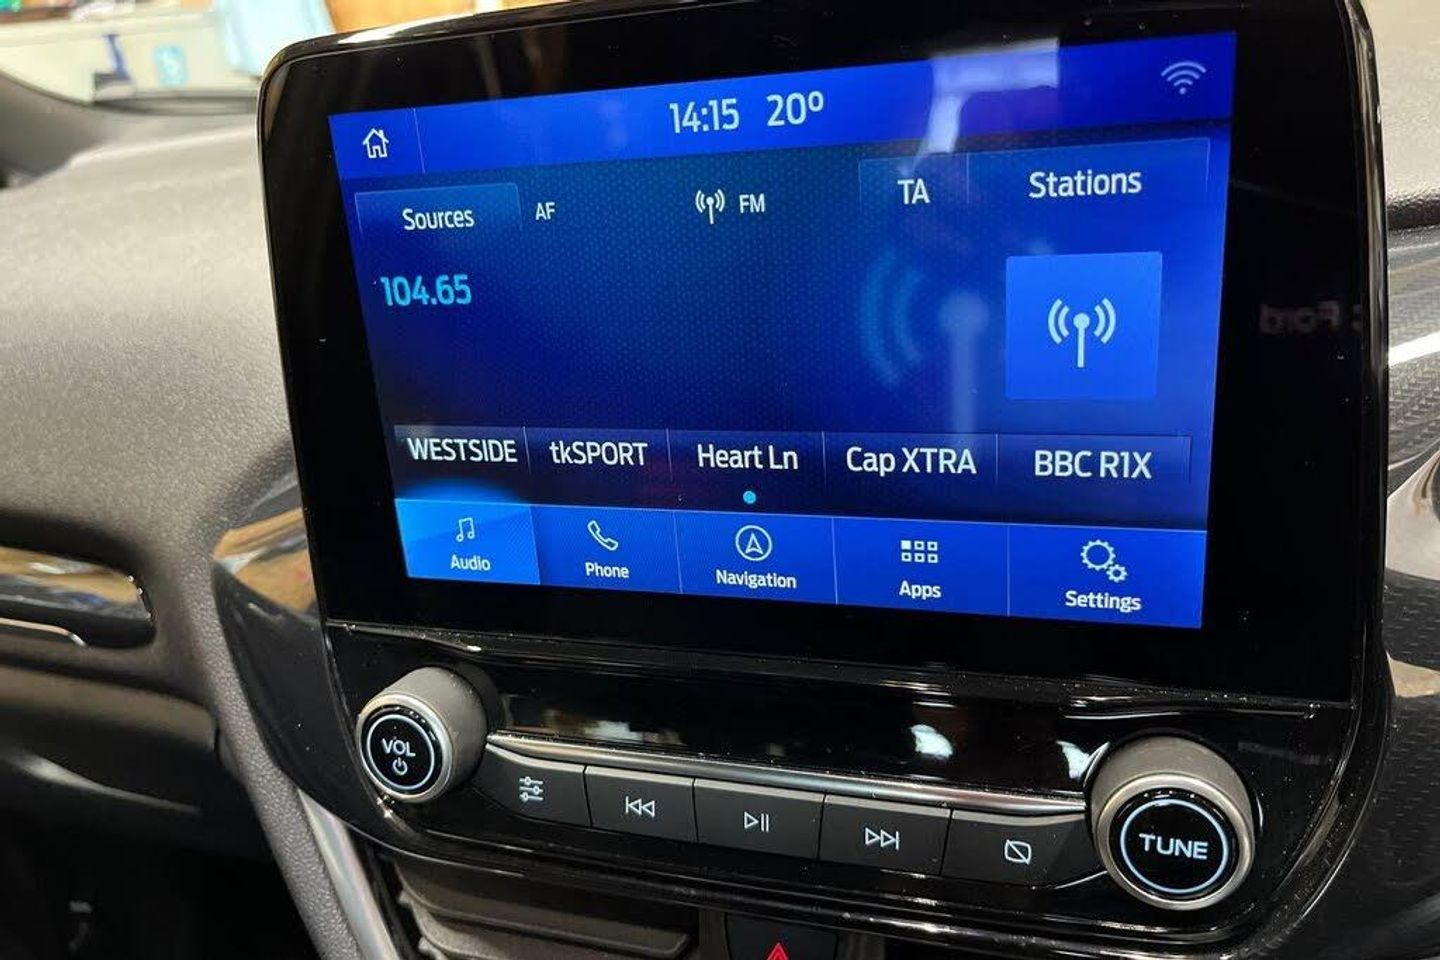 14:15 20°
Sources AF FM TA Stations
104.65
WESTSIDE tkSPORT Heart Ln Cap XTRA BBC R1X
Audio Phone Navigation Apps Settings
VOL
TUNE